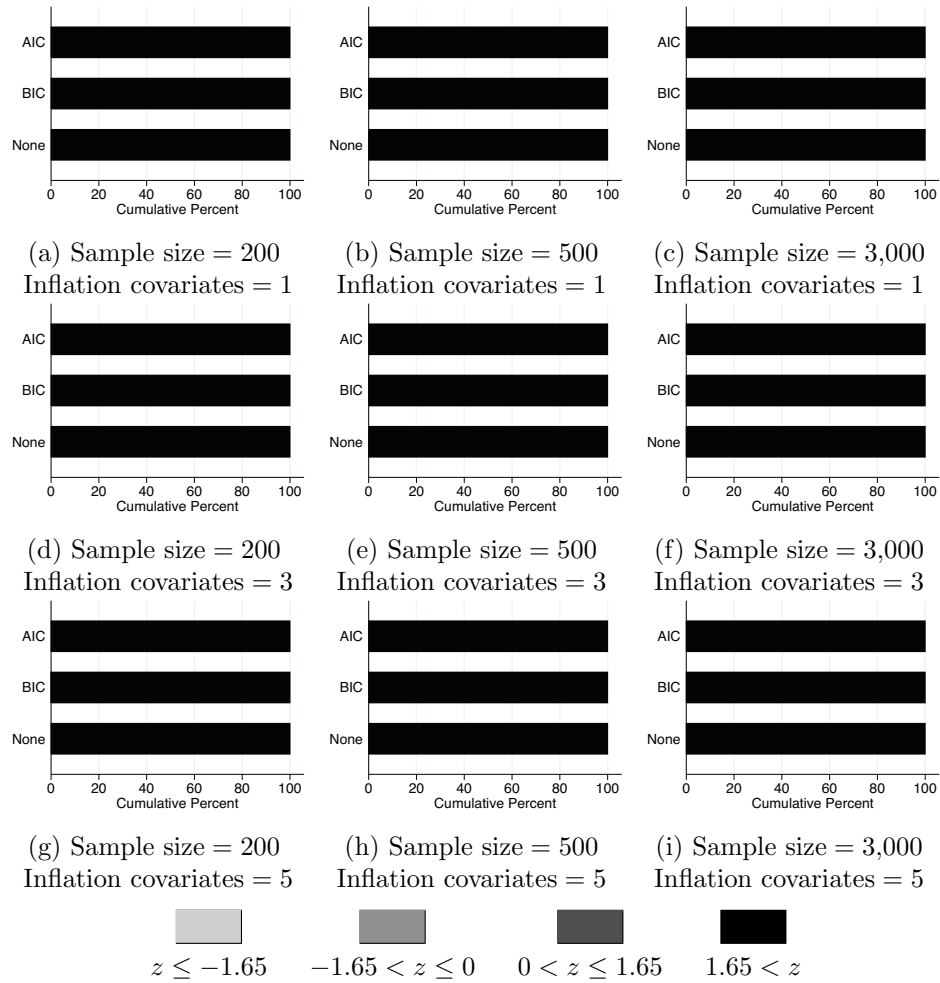 AIC AIC AIC
BIC BIC BIC
None None None
0 20 40 60 80 100 0 20 40 60 80 100 0 20 40 60 80 100
Cumulative Percent Cumulative Percent Cumulative Percent
(a) Sample size = 200 (b) Sample size = 500 (c) Sample size = 3,000
Inflation covariates = 1 Inflation covariates = 1 Inflation covariates = 1
AIC AIC AIC
BIC BIC BIC
None None None
0 20 40 60 80 100 0 20 40 60 80 100 0 20 40 60 80 100
Cumulative Percent Cumulative Percent Cumulative Percent
(d) Sample size = 200 (e) Sample size = 500 (f) Sample size = 3,000
Inflation covariates = 3 Inflation covariates = 3 Inflation covariates = 3
AIC AIC AIC
BIC BIC BIC
None None None
0 20 40 60 80 100 0 20 40 60 80 100 0 20 40 60 80 100
Cumulative Percent Cumulative Percent Cumulative Percent
(g) Sample size = 200 (h) Sample size = 500 (i) Sample size = 3,000
Inflation covariates = 5 Inflation covariates = 5 Inflation covariates = 5
z ≤ −1.65 −1.65 < z ≤ 0 0 < z ≤ 1.65 1.65 < z